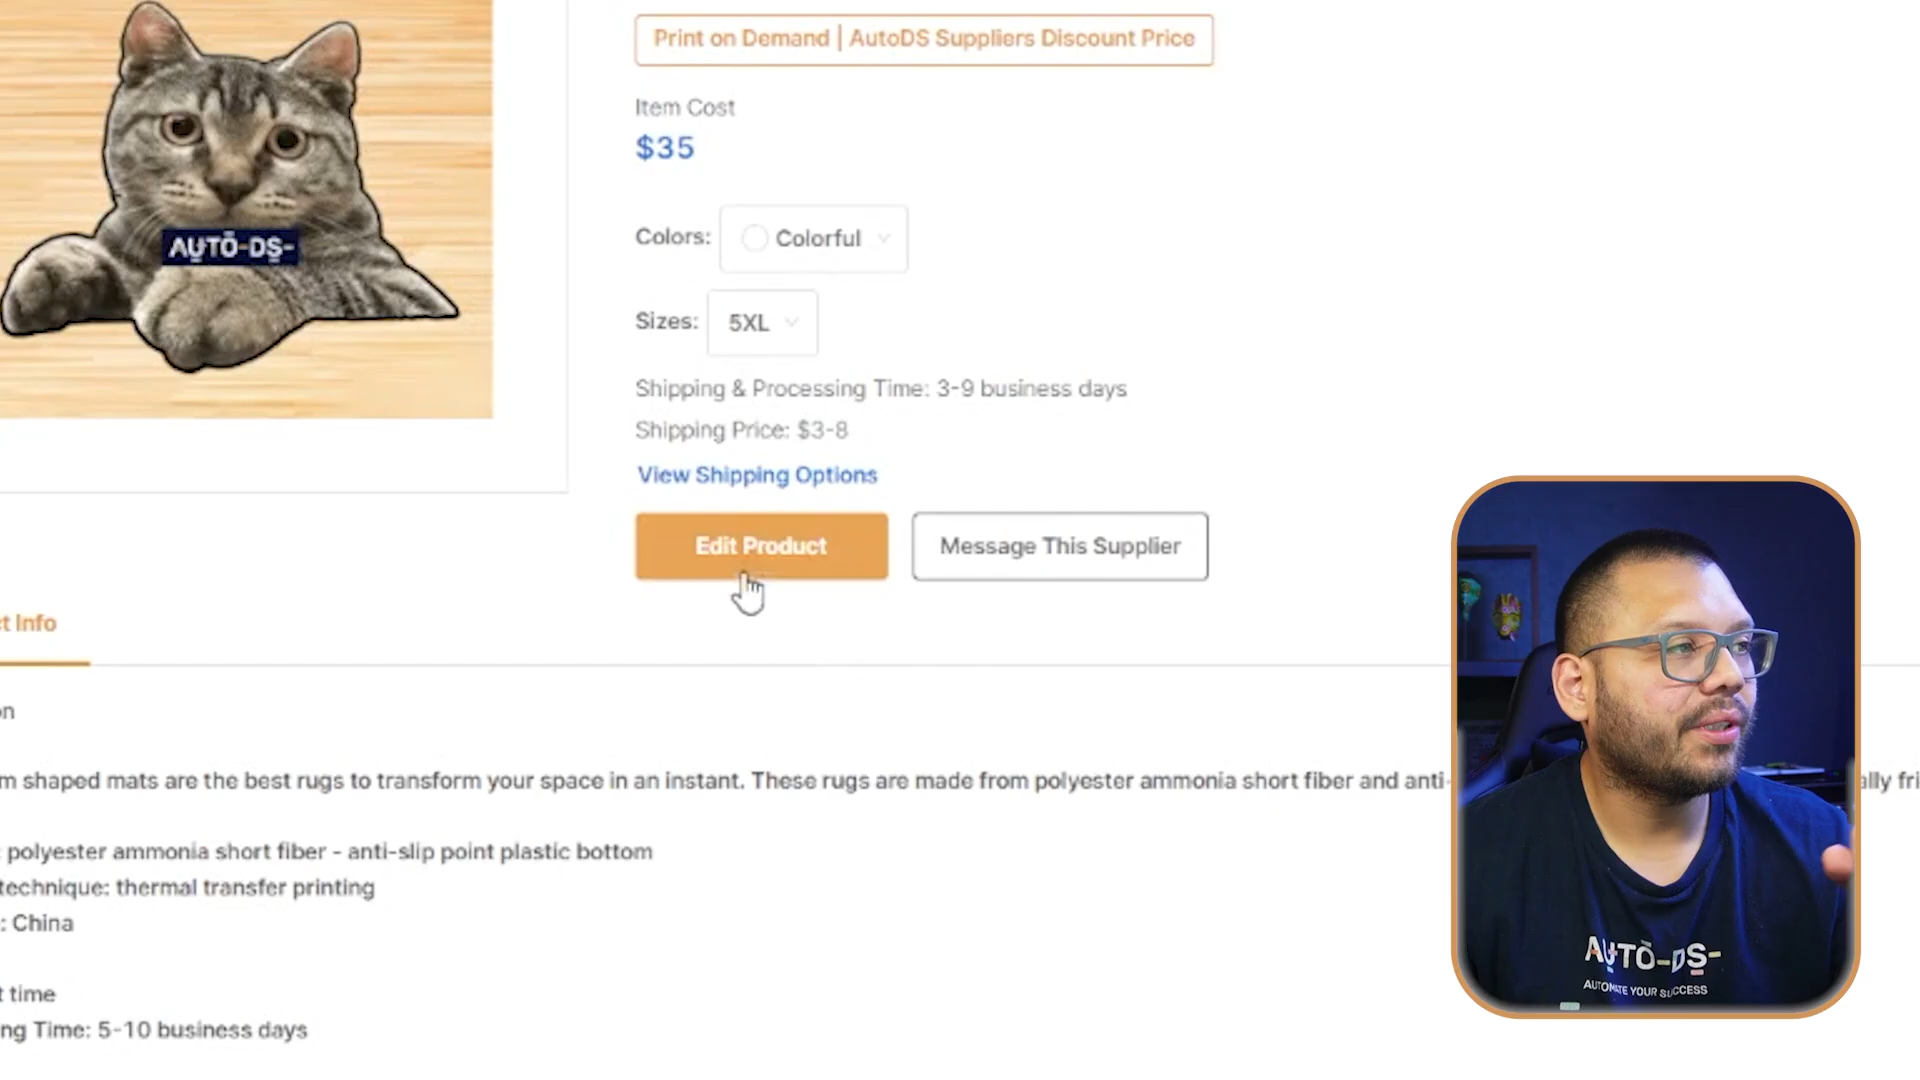 Print on Demand | AutoDS Suppliers Discount Price
Item Cost
$35
Colors: Colorful
Sizes: 5XL
Shipping & Processing Time: 3-9 business days
Shipping Price: $3-8
View Shipping Options
Edit Product
Message This Supplier
AUTO-DS-
Info
shaped mats are the best rugs to transform your space in an instant. These rugs are made from polyester ammonia short fiber and anti-
polyester ammonia short fiber - anti-slip point plastic bottom
technique: thermal transfer printing
: China
time
Time: 5-10 business days
AUTO-DS-
AUTOMATE YOUR SUCCESS